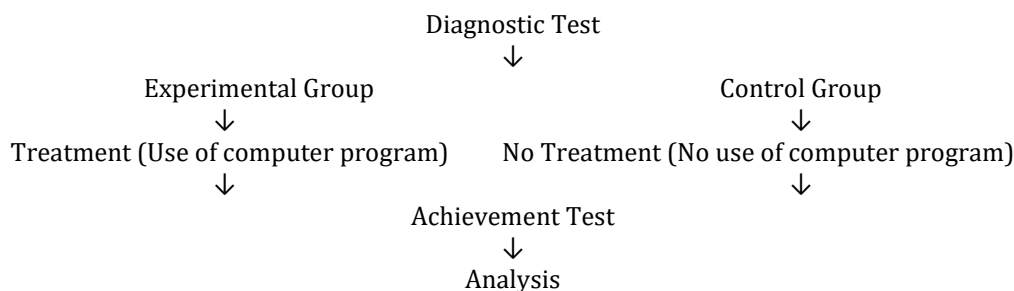 Diagnostic Test
↓
Experimental Group Control Group
↓ ↓
Treatment (Use of computer program) No Treatment (No use of computer program)
↓ ↓
Achievement Test
↓
Analysis